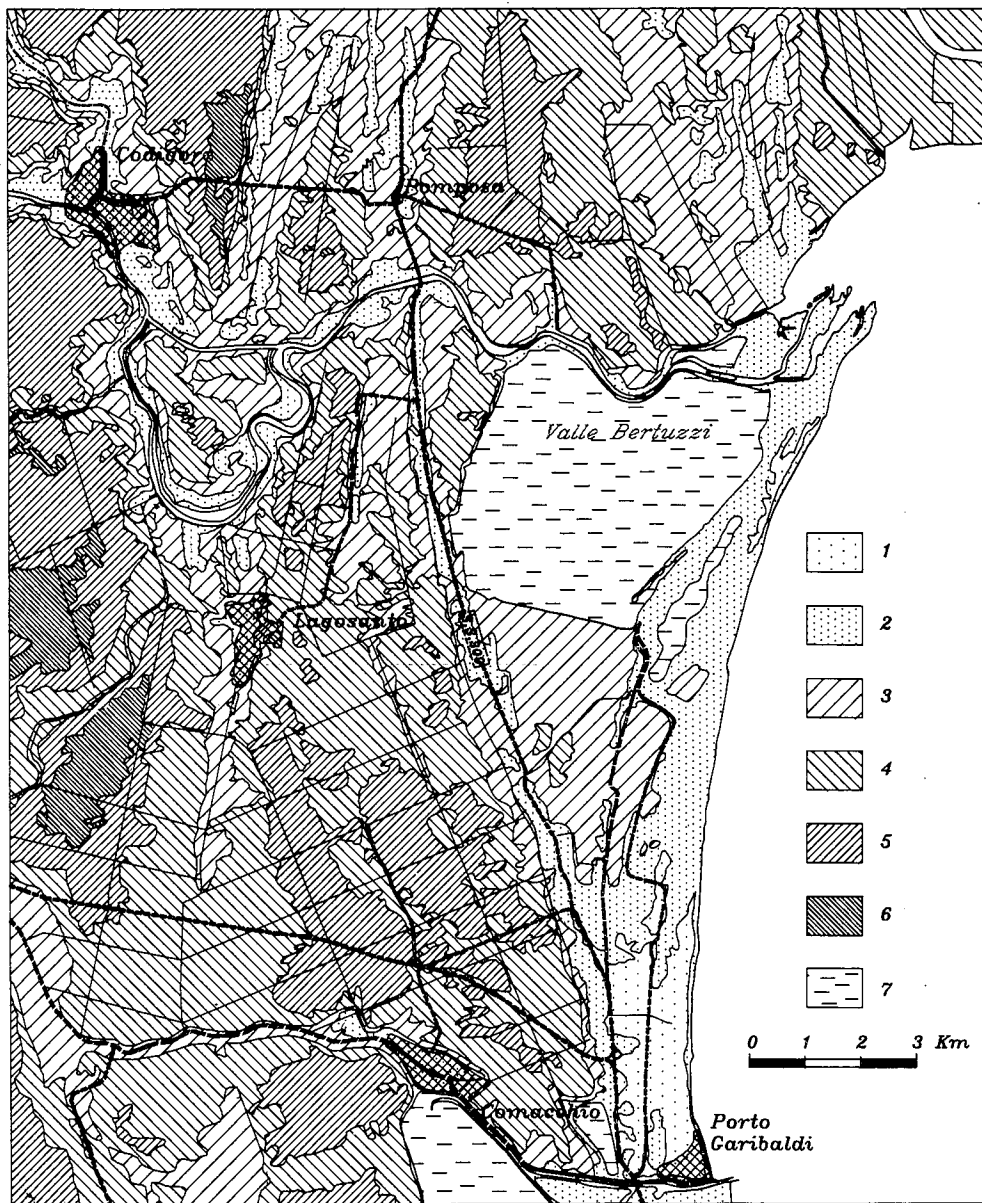 Codigoro
Pomposa
Valle Bertuzzi
1
2
Lagosanto
3
4
5
6
7
0 1 2 3 Km
Comacchio
Porto
Garibaldi